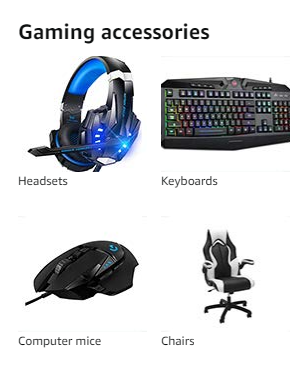 Gaming accessories
Headsets
Keyboards
Computer mice
Chairs